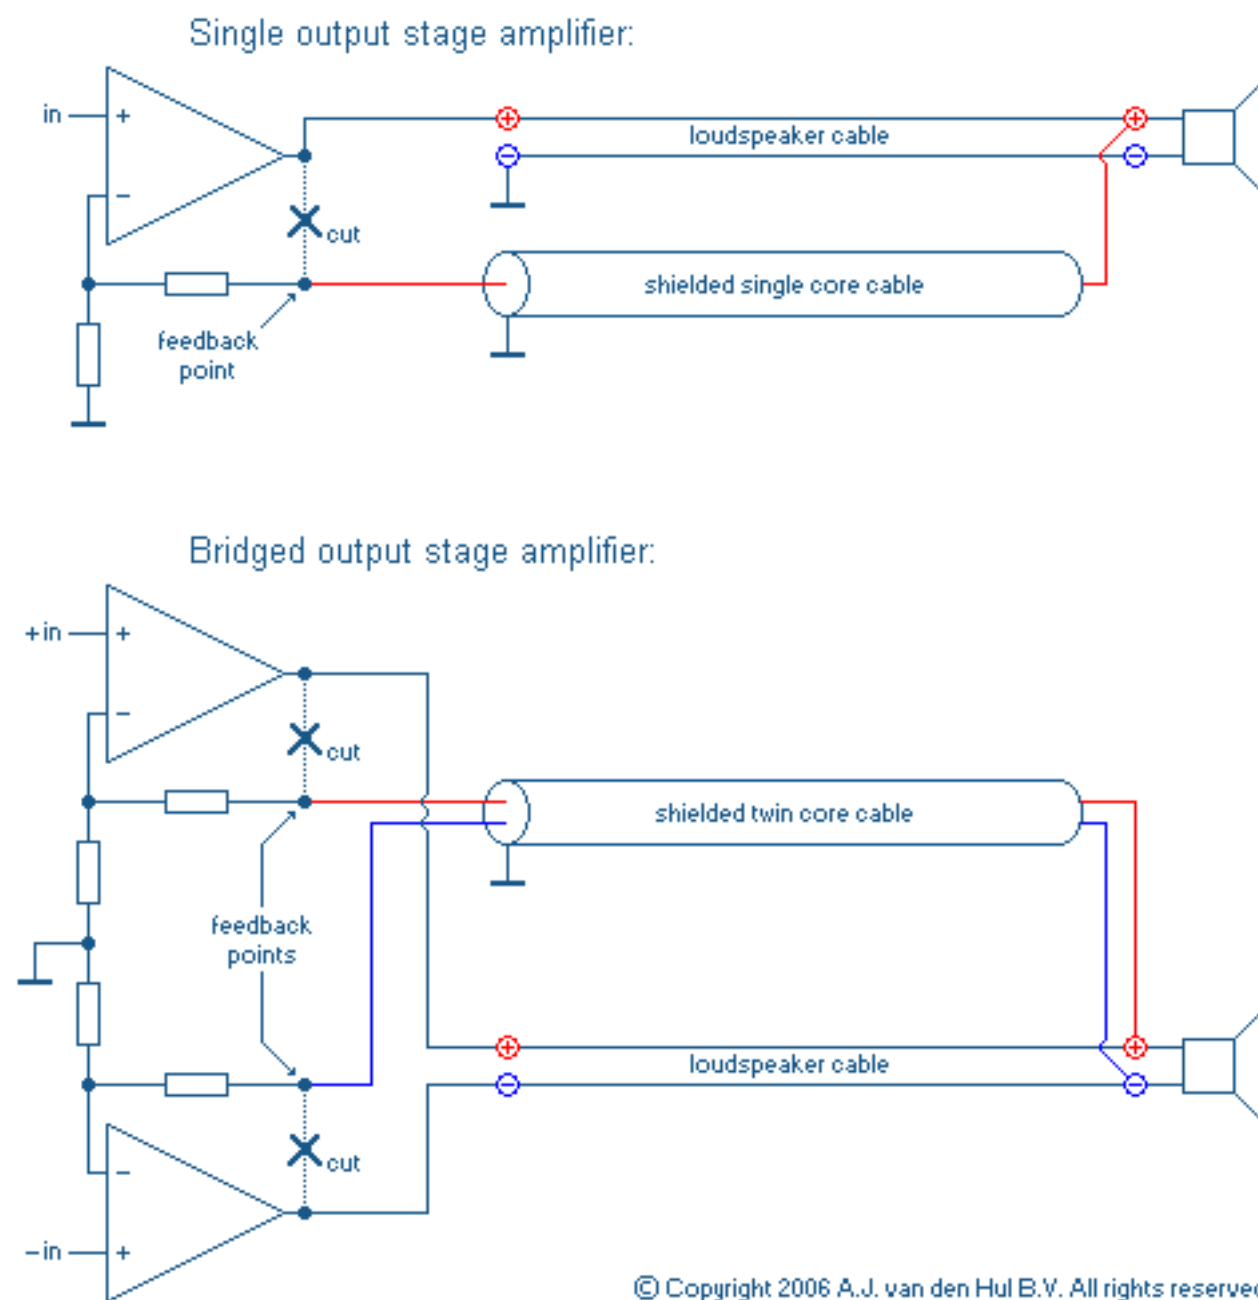 Single output stage amplifier:
in
+
−
cut
feedback
point
+
−
loudspeaker cable
+
−
shielded single core cable
Bridged output stage amplifier:
+in
+
−
cut
shielded twin core cable
feedback
points
+
−
loudspeaker cable
+
−
−
cut
−in
+
© Copyright 2006 A.J. van den Hul B.V. All rights reserved